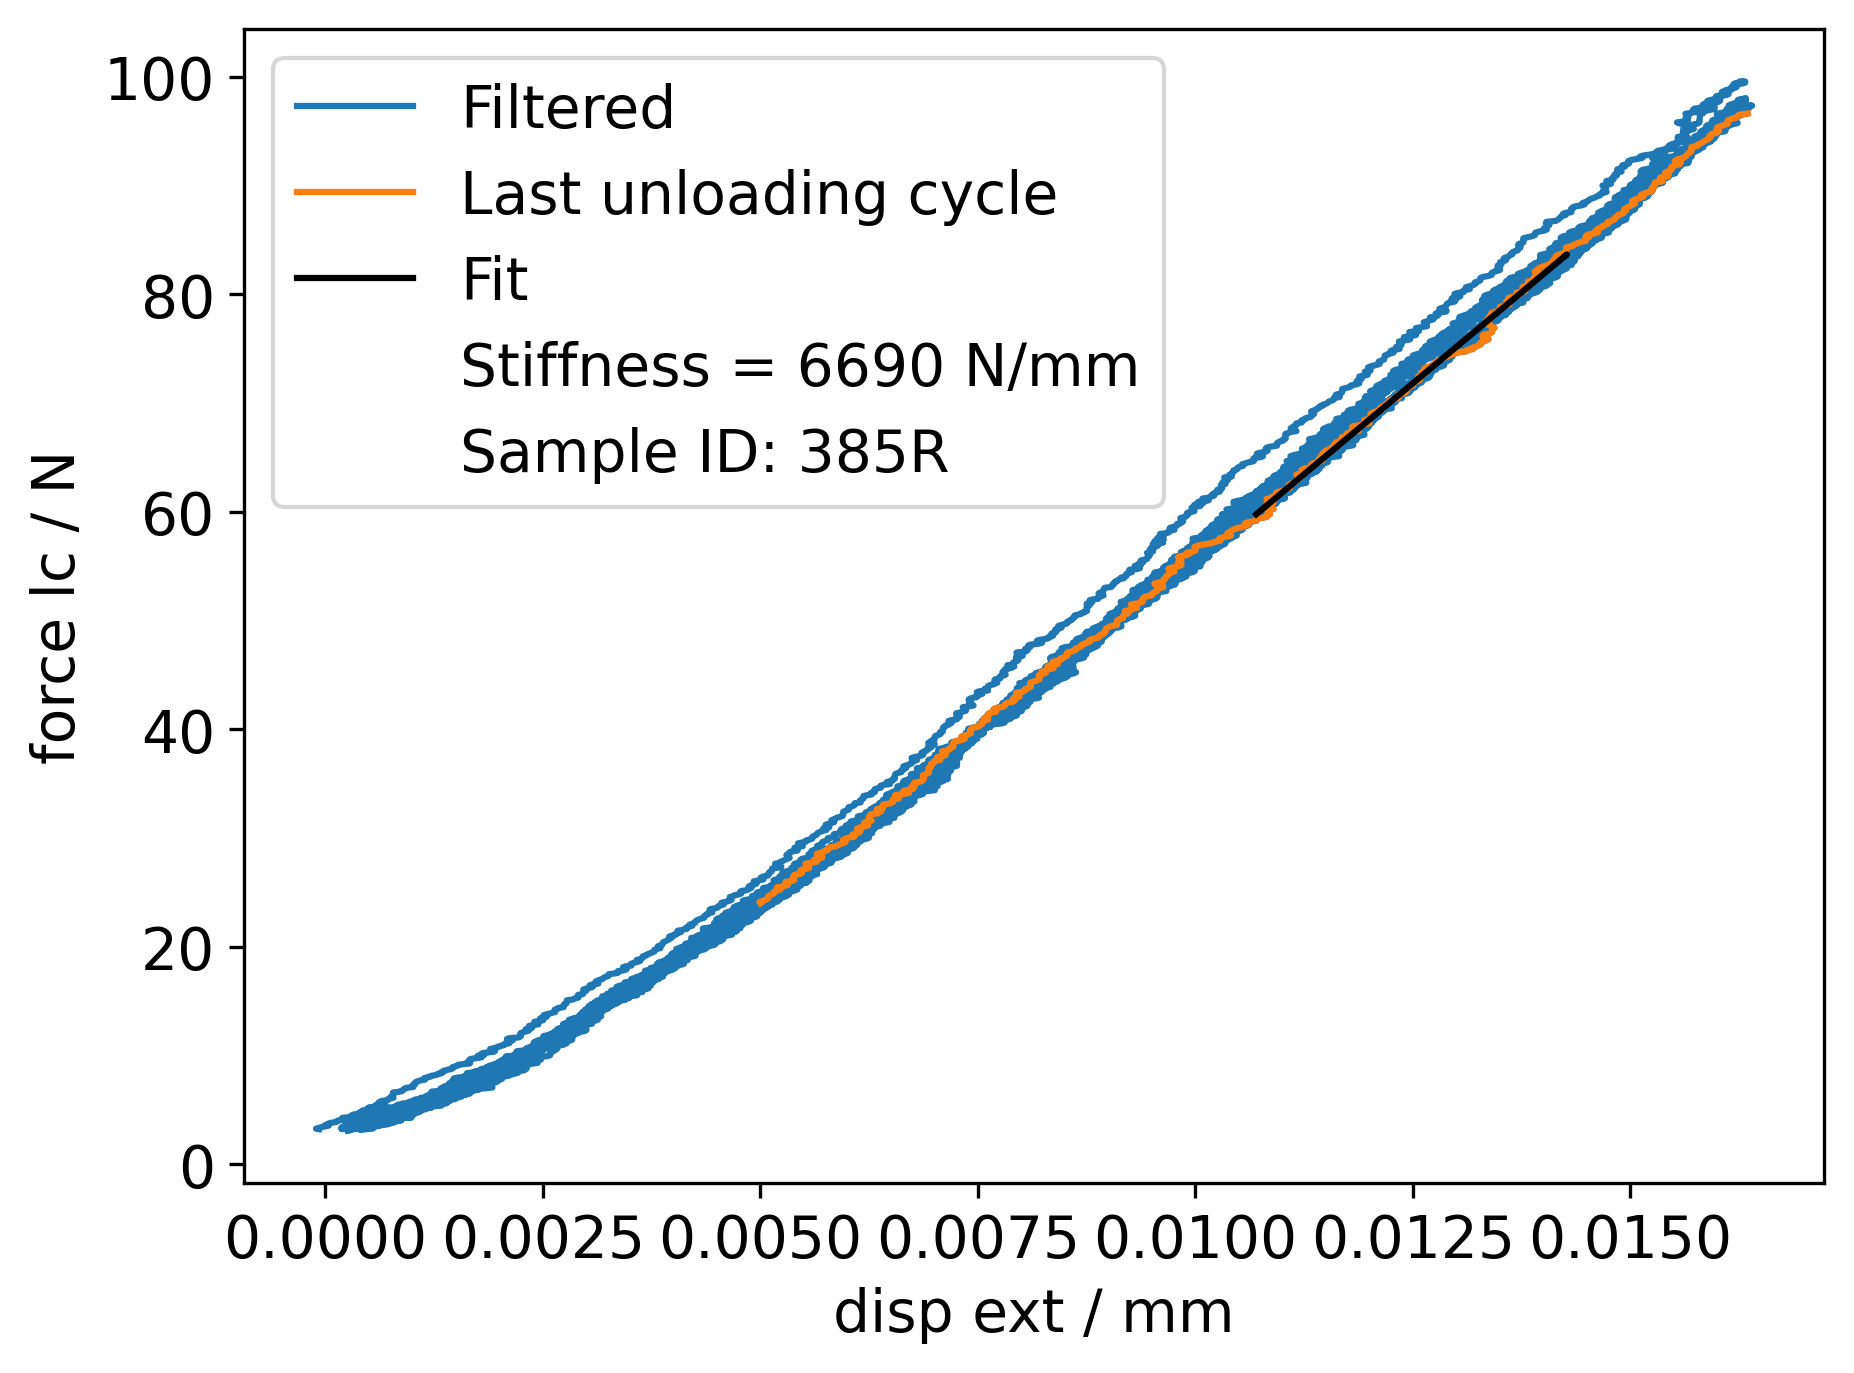 100
80
60
40
20
0
force lc / N
Filtered
Last unloading cycle
Fit
Stiffness = 6690 N/mm
Sample ID: 385R
0.0000 0.0025 0.0050 0.0075 0.0100 0.0125 0.0150
disp ext / mm